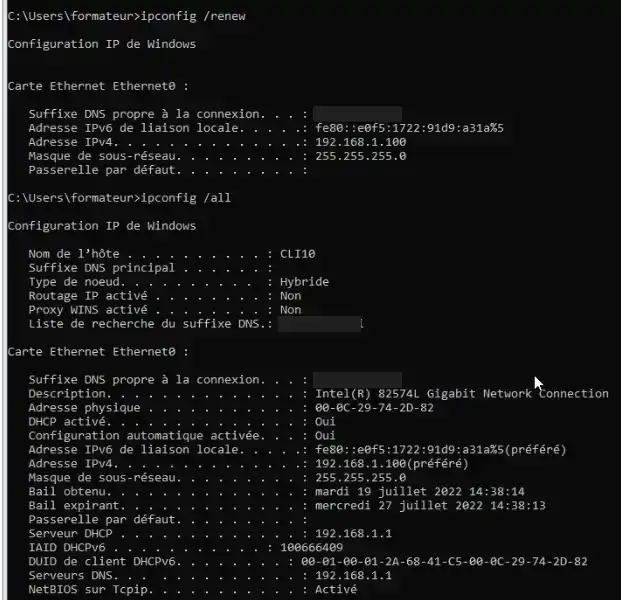 C:\Users\formateur>ipconfig /renew
Configuration IP de Windows
Carte Ethernet Ethernet0 :
Suffixe DNS propre à la connexion. . . :
Adresse IPv6 de liaison locale. . . . .: fe80::e0f5:1722:91d9:a31a%5
Adresse IPv4. . . . . . . . . . . . . .: 192.168.1.100
Masque de sous-réseau. . . . . . . . . : 255.255.255.0
Passerelle par défaut. . . . . . . . . :
C:\Users\formateur>ipconfig /all
Configuration IP de Windows
Nom de l’hôte . . . . . . . . . . : CLI10
Suffixe DNS principal . . . . . . :
Type de noeud. . . . . . . . . . : Hybride
Routage IP activé . . . . . . . . : Non
Proxy WINS activé . . . . . . . . : Non
Liste de recherche du suffixe DNS.:
Carte Ethernet Ethernet0 :
Suffixe DNS propre à la connexion. . . :
Description. . . . . . . . . . . . . . : Intel(R) 82574L Gigabit Network Connection
Adresse physique . . . . . . . . . . . : 00-0C-29-74-2D-82
DHCP activé. . . . . . . . . . . . . . : Oui
Configuration automatique activée. . . : Oui
Adresse IPv6 de liaison locale. . . . .: fe80::e0f5:1722:91d9:a31a%5(préféré)
Adresse IPv4. . . . . . . . . . . . . .: 192.168.1.100(préféré)
Masque de sous-réseau. . . . . . . . . : 255.255.255.0
Bail obtenu. . . . . . . . . . . . . . : mardi 19 juillet 2022 14:38:14
Bail expirant. . . . . . . . . . . . . : mercredi 27 juillet 2022 14:38:13
Passerelle par défaut. . . . . . . . . :
Serveur DHCP . . . . . . . . . . . . . : 192.168.1.1
IAID DHCPv6 . . . . . . . . . . . : 100666409
DUID de client DHCPv6. . . . . . . . : 00-01-00-01-2A-68-41-C5-00-0C-29-74-2D-82
Serveurs DNS. . . . . . . . . . . . . : 192.168.1.1
NetBIOS sur Tcpip. . . . . . . . . . . : Activé